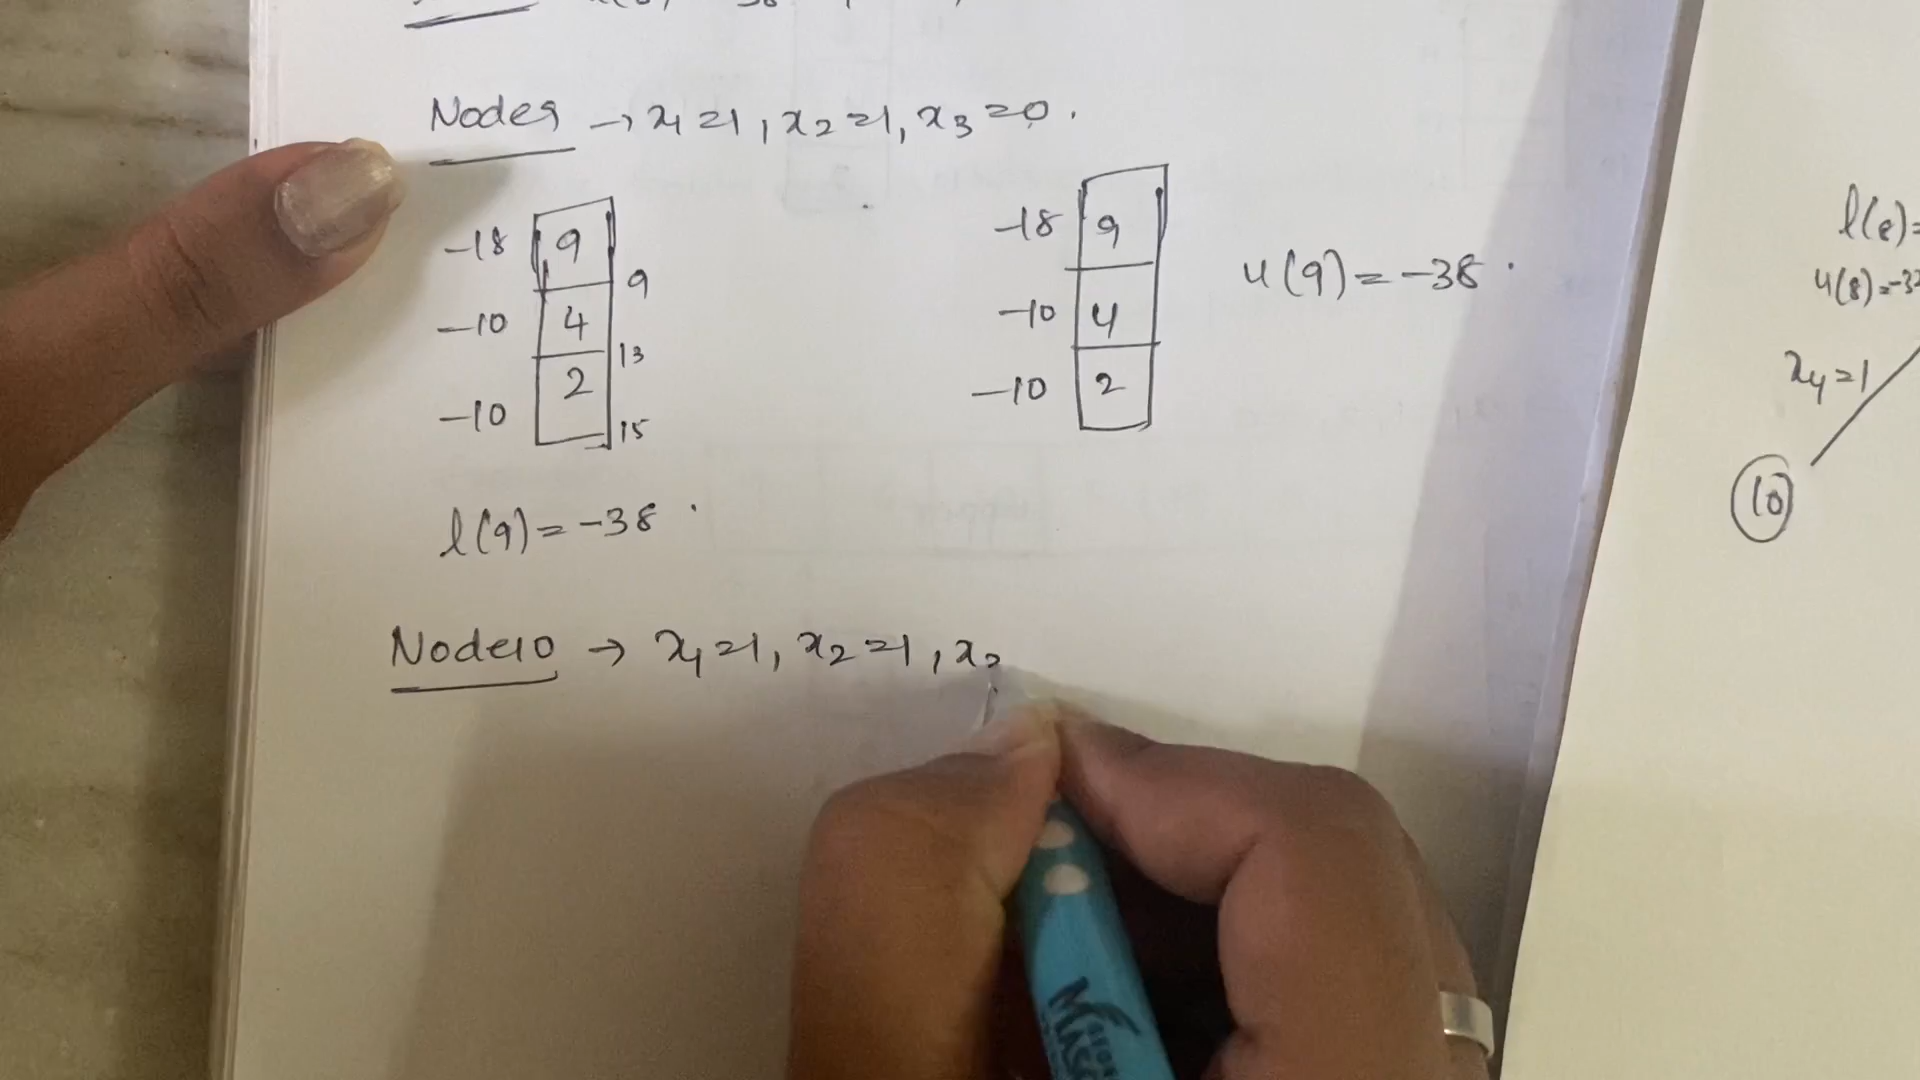 Node9 → x₁=1, x₂=1, x₃=0.
-18 9 9
-10 4 13
-10 2 15
-18 9
-10 4
-10 2
u(9)=-38.
l(9)=-38.
Node10 → x₁=1, x₂=1, x₃
l(8)=
u(8)=-3
x₄=1
10